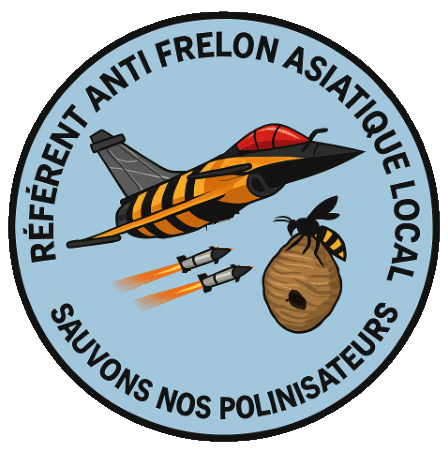 RÉFÉRENT ANTI FRELON ASIATIQUE LOCAL
SAUVONS NOS POLINISATEURS